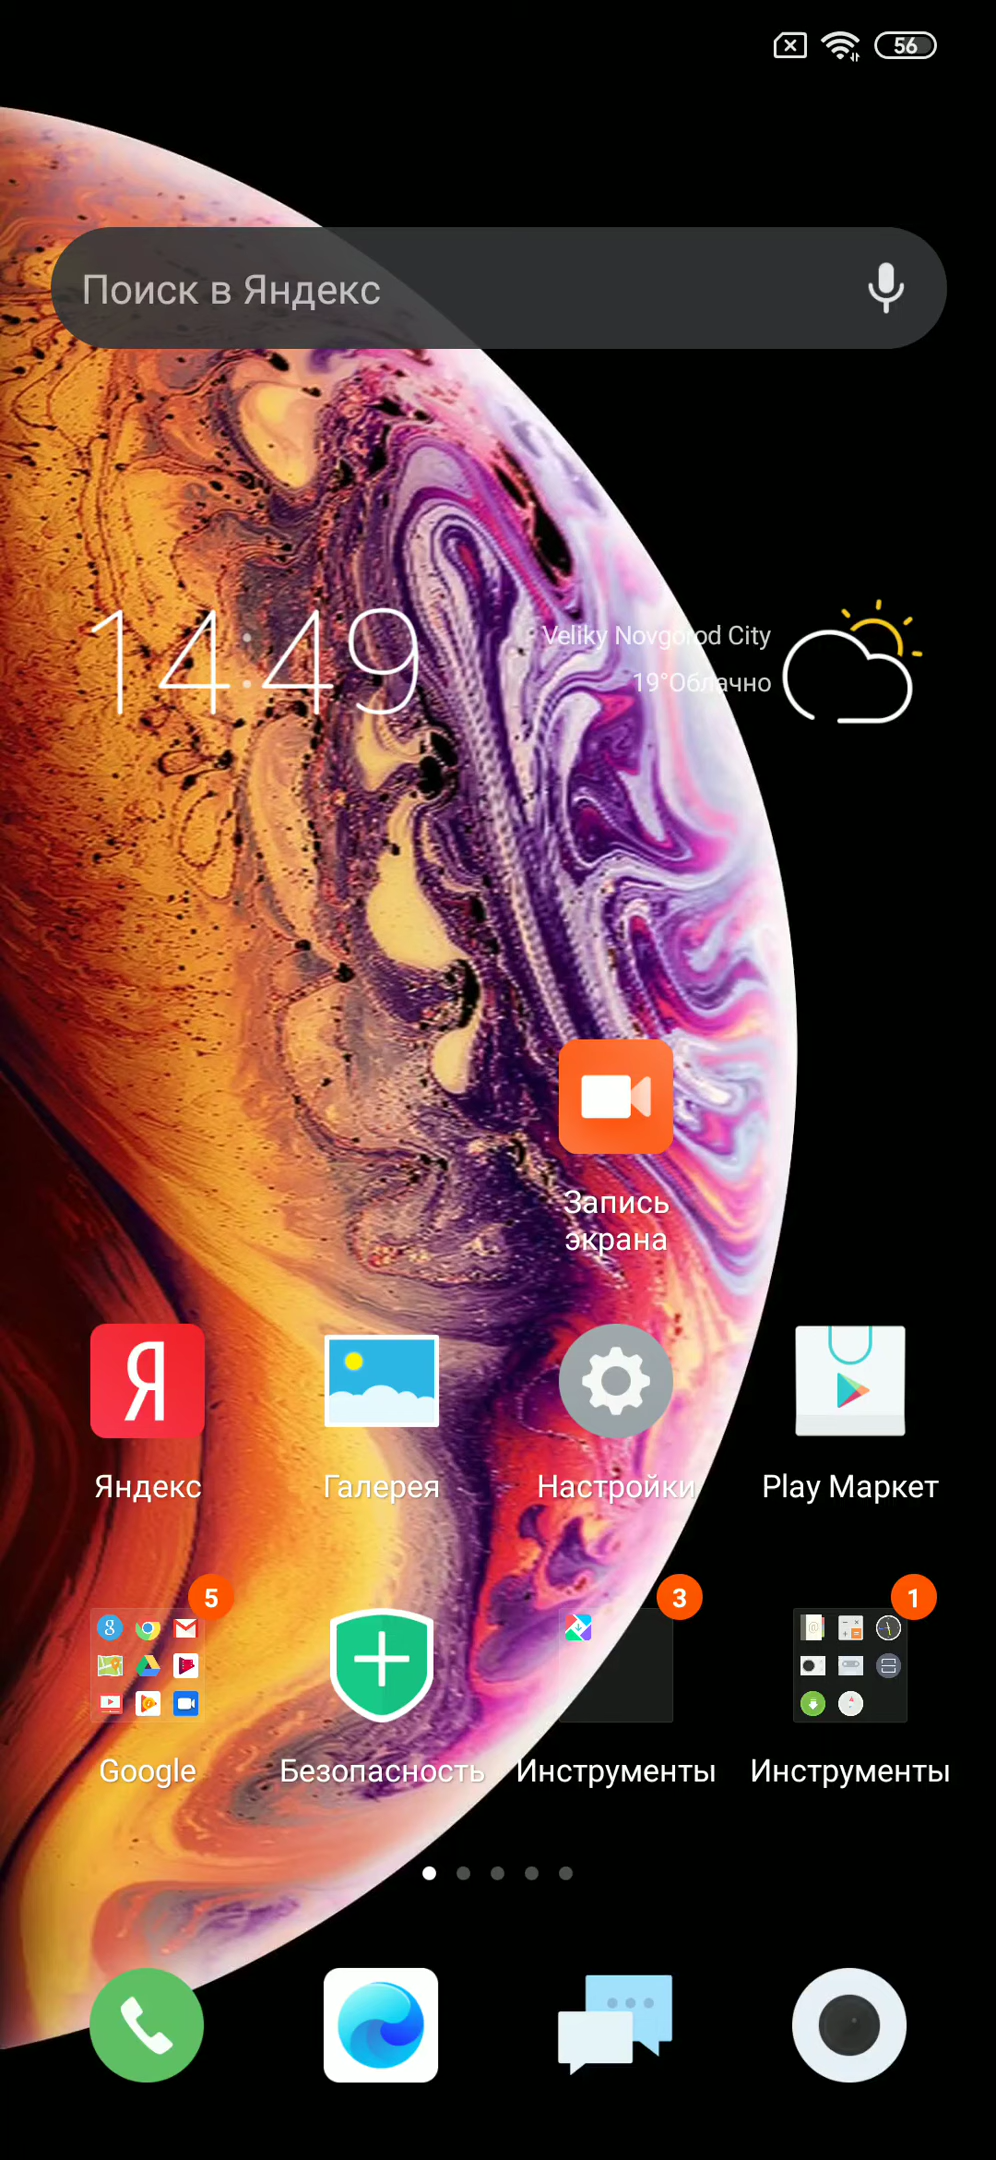 56
Поиск в Яндекс
14:49
Veliky Novgorod City
19°Облачно
Запись
экрана
Я
Яндекс
Галерея
Настройки
Play Маркет
5
3
1
Google
Безопасность
Инструменты
Инструменты